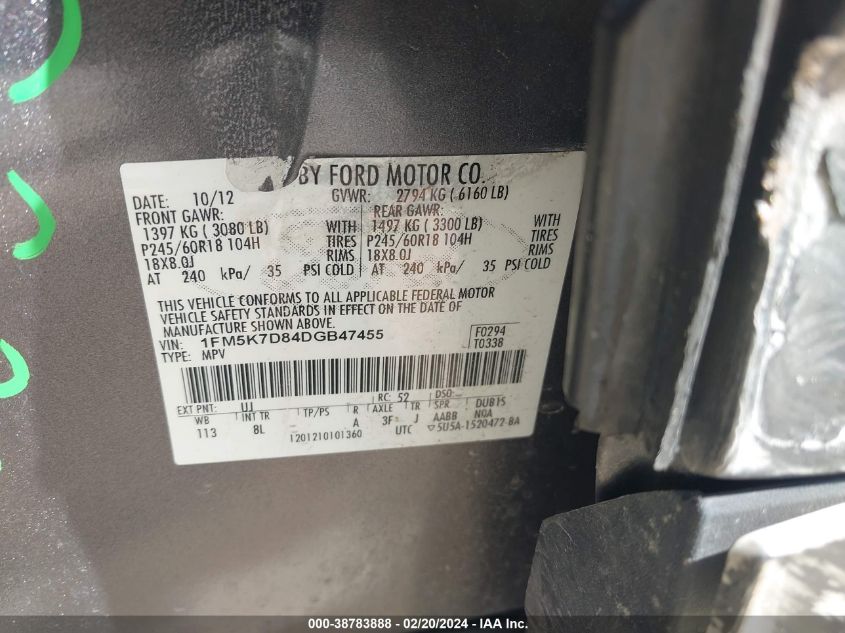 BY FORD MOTOR CO.
DATE: 10/12 GVWR: 2794 KG ( 6160 LB)
FRONT GAWR: REAR GAWR:
1397 KG ( 3080 LB) WITH 1497 KG ( 3300 LB) WITH
P245/60R18 104H TIRES P245/60R18 104H TIRES
18X8.0J RIMS 18X8.0J RIMS
AT 240 kPa/ 35 PSI COLD AT 240 kPa/ 35 PSI COLD
THIS VEHICLE CONFORMS TO ALL APPLICABLE FEDERAL MOTOR
VEHICLE SAFETY STANDARDS IN EFFECT ON THE DATE OF
MANUFACTURE SHOWN ABOVE.
VIN: 1FM5K7D84DGB47455 F0294
TYPE: MPV T0338
EXT PNT: UJ RC: 52 DSO:
WB INT TR TP/PS R AXLE TR SPR DUB15
113 BL A 3F J AABB NQA
1201210101360 UTC ▽5U5A-1520472-BA
000-38783888 - 02/20/2024 - IAAI.COM